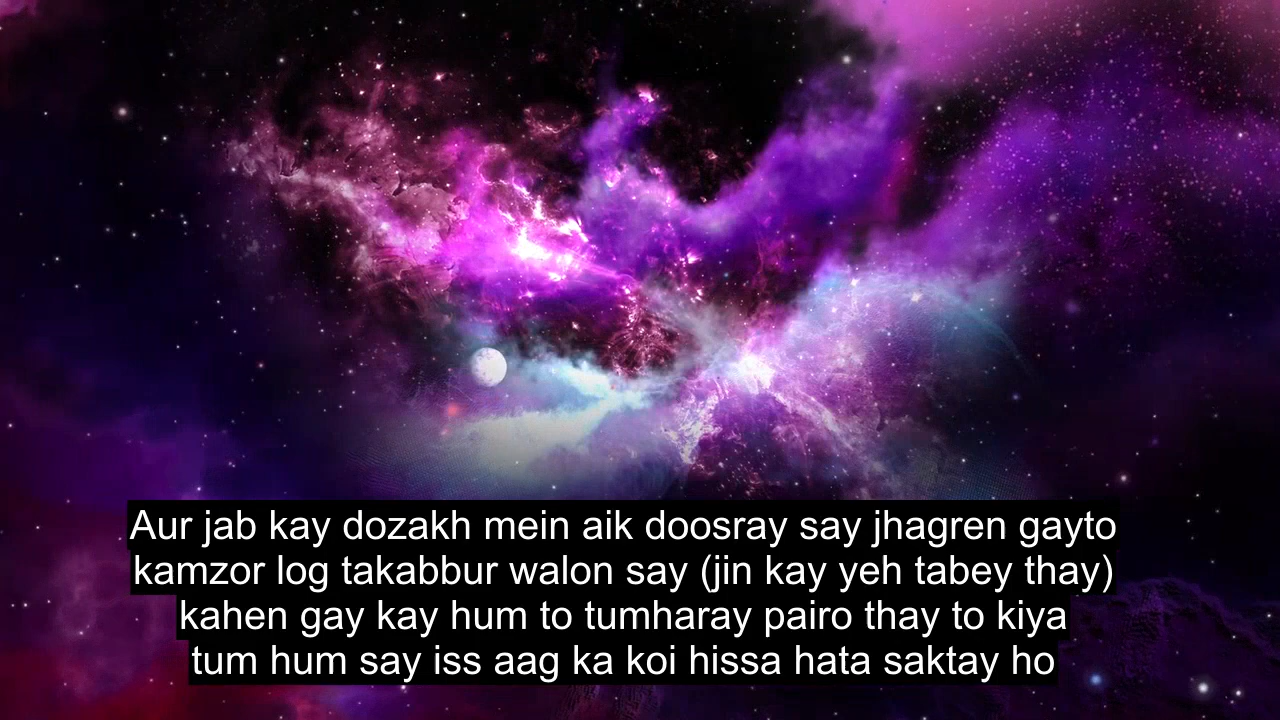 Aur jab kay dozakh mein aik doosray say jhagren gayto
kamzor log takabbur walon say (jin kay yeh tabey thay)
kahen gay kay hum to tumharay pairo thay to kiya
tum hum say iss aag ka koi hissa hata saktay ho